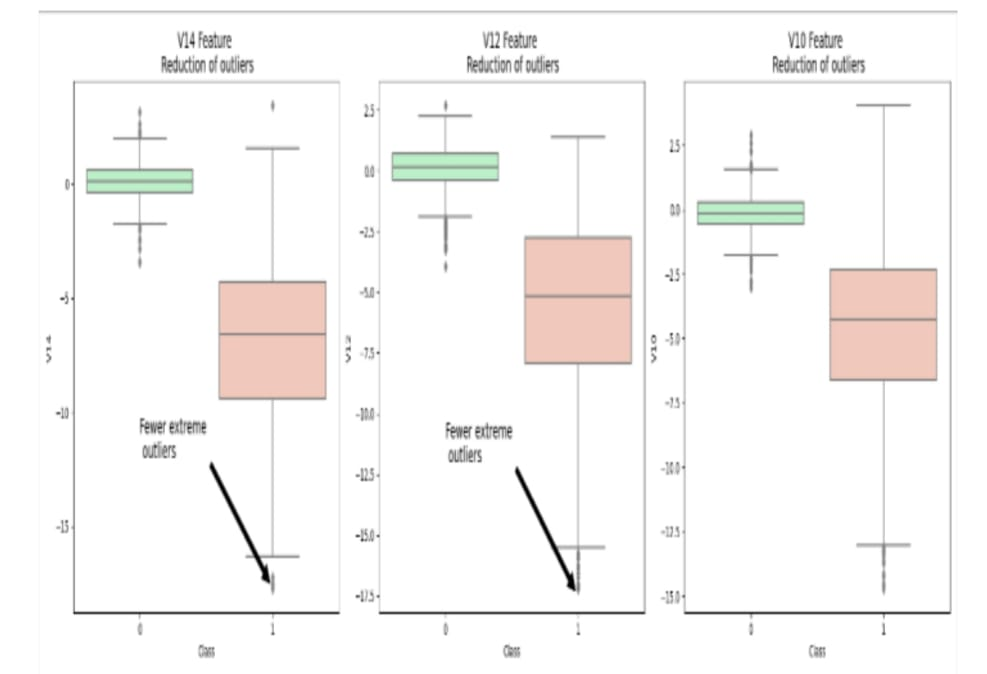 V14 Feature
Reduction of outliers
0
−5
−10
−15
V14
Fewer extreme
outliers
0
1
Class
V12 Feature
Reduction of outliers
2.5
0.0
−2.5
−5.0
−7.5
−10.0
−12.5
−15.0
−17.5
V12
Fewer extreme
outliers
0
1
Class
V10 Feature
Reduction of outliers
2.5
0.0
−2.5
−5.0
−7.5
−10.0
−12.5
−15.0
V10
0
1
Class